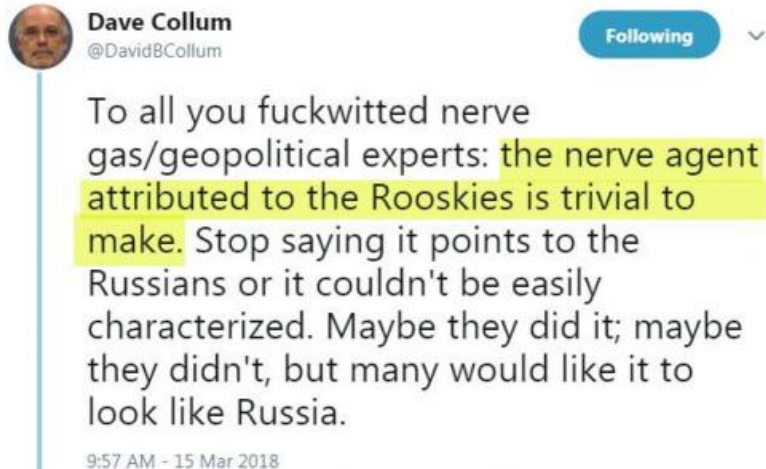 Dave Collum
@DavidBCollum
Following
To all you fuckwitted nerve
gas/geopolitical experts: the nerve agent
attributed to the Rooskies is trivial to
make. Stop saying it points to the
Russians or it couldn't be easily
characterized. Maybe they did it; maybe
they didn't, but many would like it to
look like Russia.
9:57 AM - 15 Mar 2018